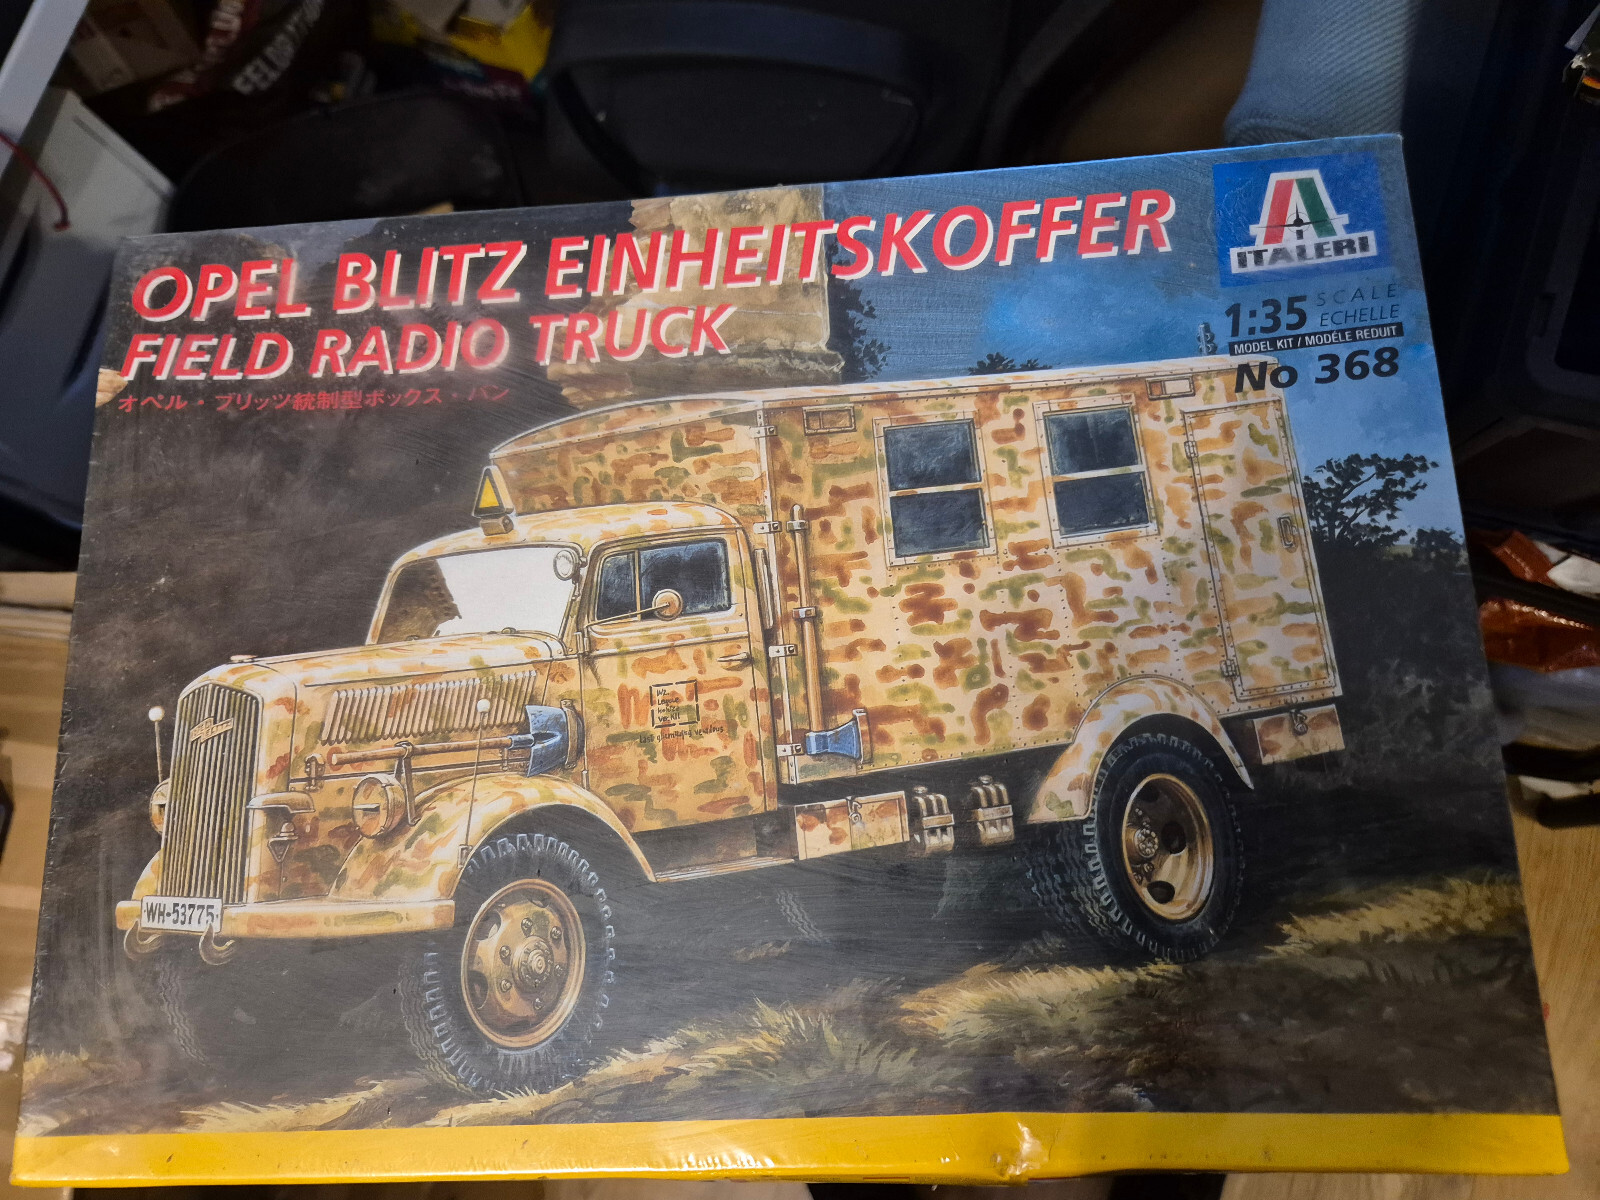 OPEL BLITZ EINHEITSKOFFER
FIELD RADIO TRUCK
オペル・ブリッツ統制型ボックス・バン
ITALERI
1:35 SCALE
ECHELLE
MODEL KIT / MODÈLE REDUIT
No 368
WH-53775